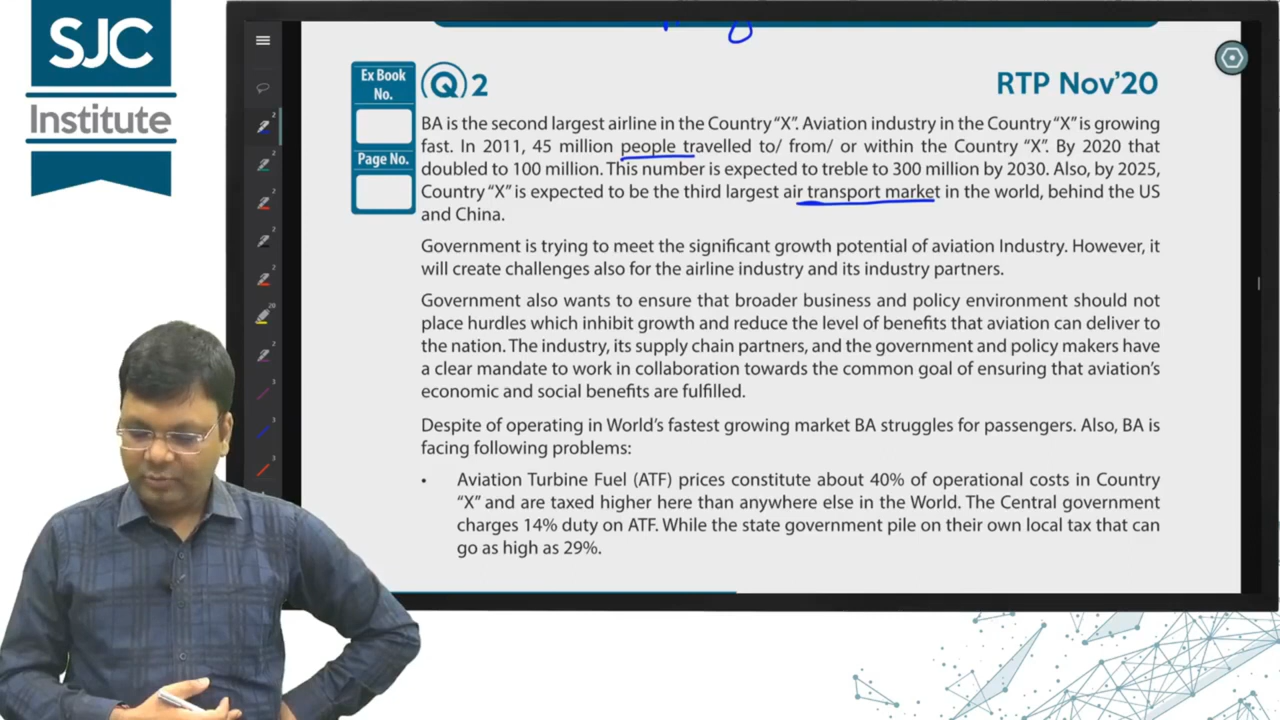 SJC
Institute
Ex Book
No.
Page No.
Q 2
RTP Nov'20
BA is the second largest airline in the Country “X”. Aviation industry in the Country “X” is growing
fast. In 2011, 45 million people travelled to/ from/ or within the Country “X”. By 2020 that
doubled to 100 million. This number is expected to treble to 300 million by 2030. Also, by 2025,
Country “X” is expected to be the third largest air transport market in the world, behind the US
and China.
Government is trying to meet the significant growth potential of aviation Industry. However, it
will create challenges also for the airline industry and its industry partners.
Government also wants to ensure that broader business and policy environment should not
place hurdles which inhibit growth and reduce the level of benefits that aviation can deliver to
the nation. The industry, its supply chain partners, and the government and policy makers have
a clear mandate to work in collaboration towards the common goal of ensuring that aviation’s
economic and social benefits are fulfilled.
Despite of operating in World’s fastest growing market BA struggles for passengers. Also, BA is
facing following problems:
• Aviation Turbine Fuel (ATF) prices constitute about 40% of operational costs in Country
“X” and are taxed higher here than anywhere else in the World. The Central government
charges 14% duty on ATF. While the state government pile on their own local tax that can
go as high as 29%.